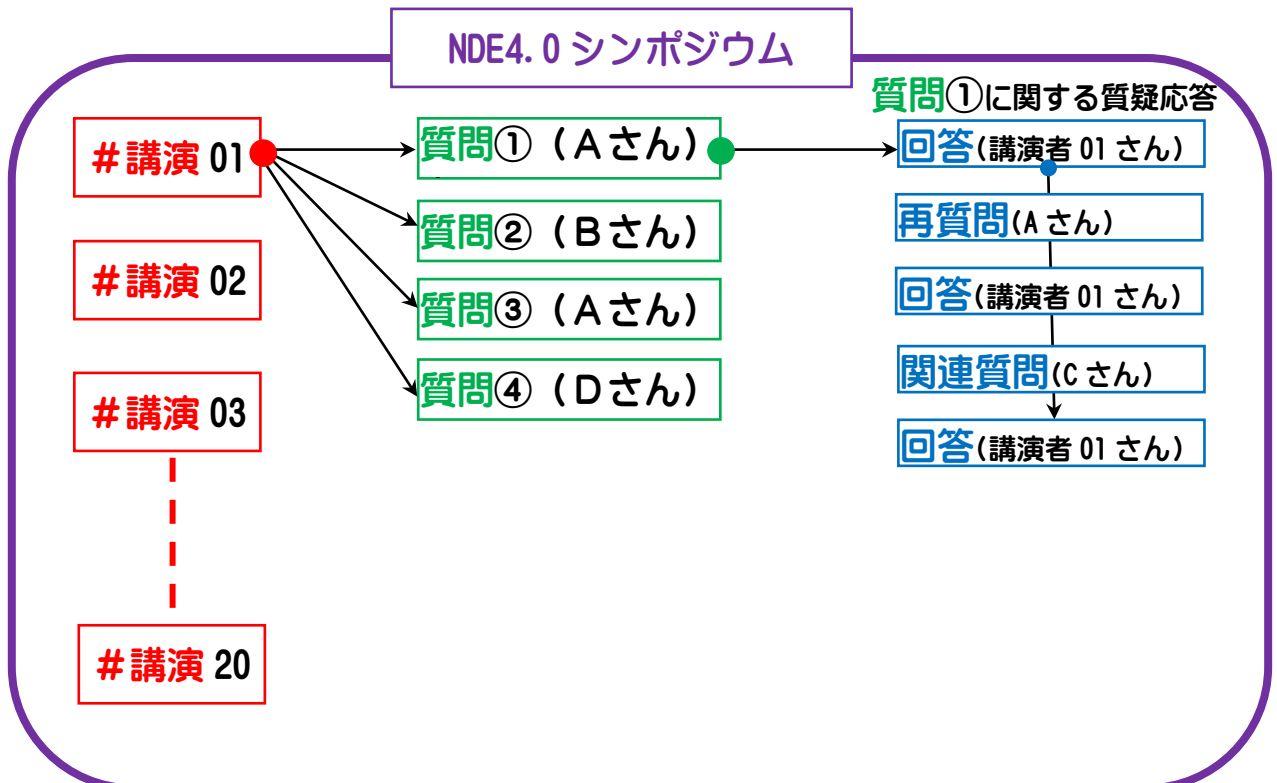 NDE4.0 シンポジウム
#講演 01
#講演 02
#講演 03
#講演 20
質問①（Aさん）
質問②（Bさん）
質問③（Aさん）
質問④（Dさん）
質問①に関する質疑応答
回答(講演者 01 さん)
再質問(A さん)
回答(講演者 01 さん)
関連質問(C さん)
回答(講演者 01 さん)